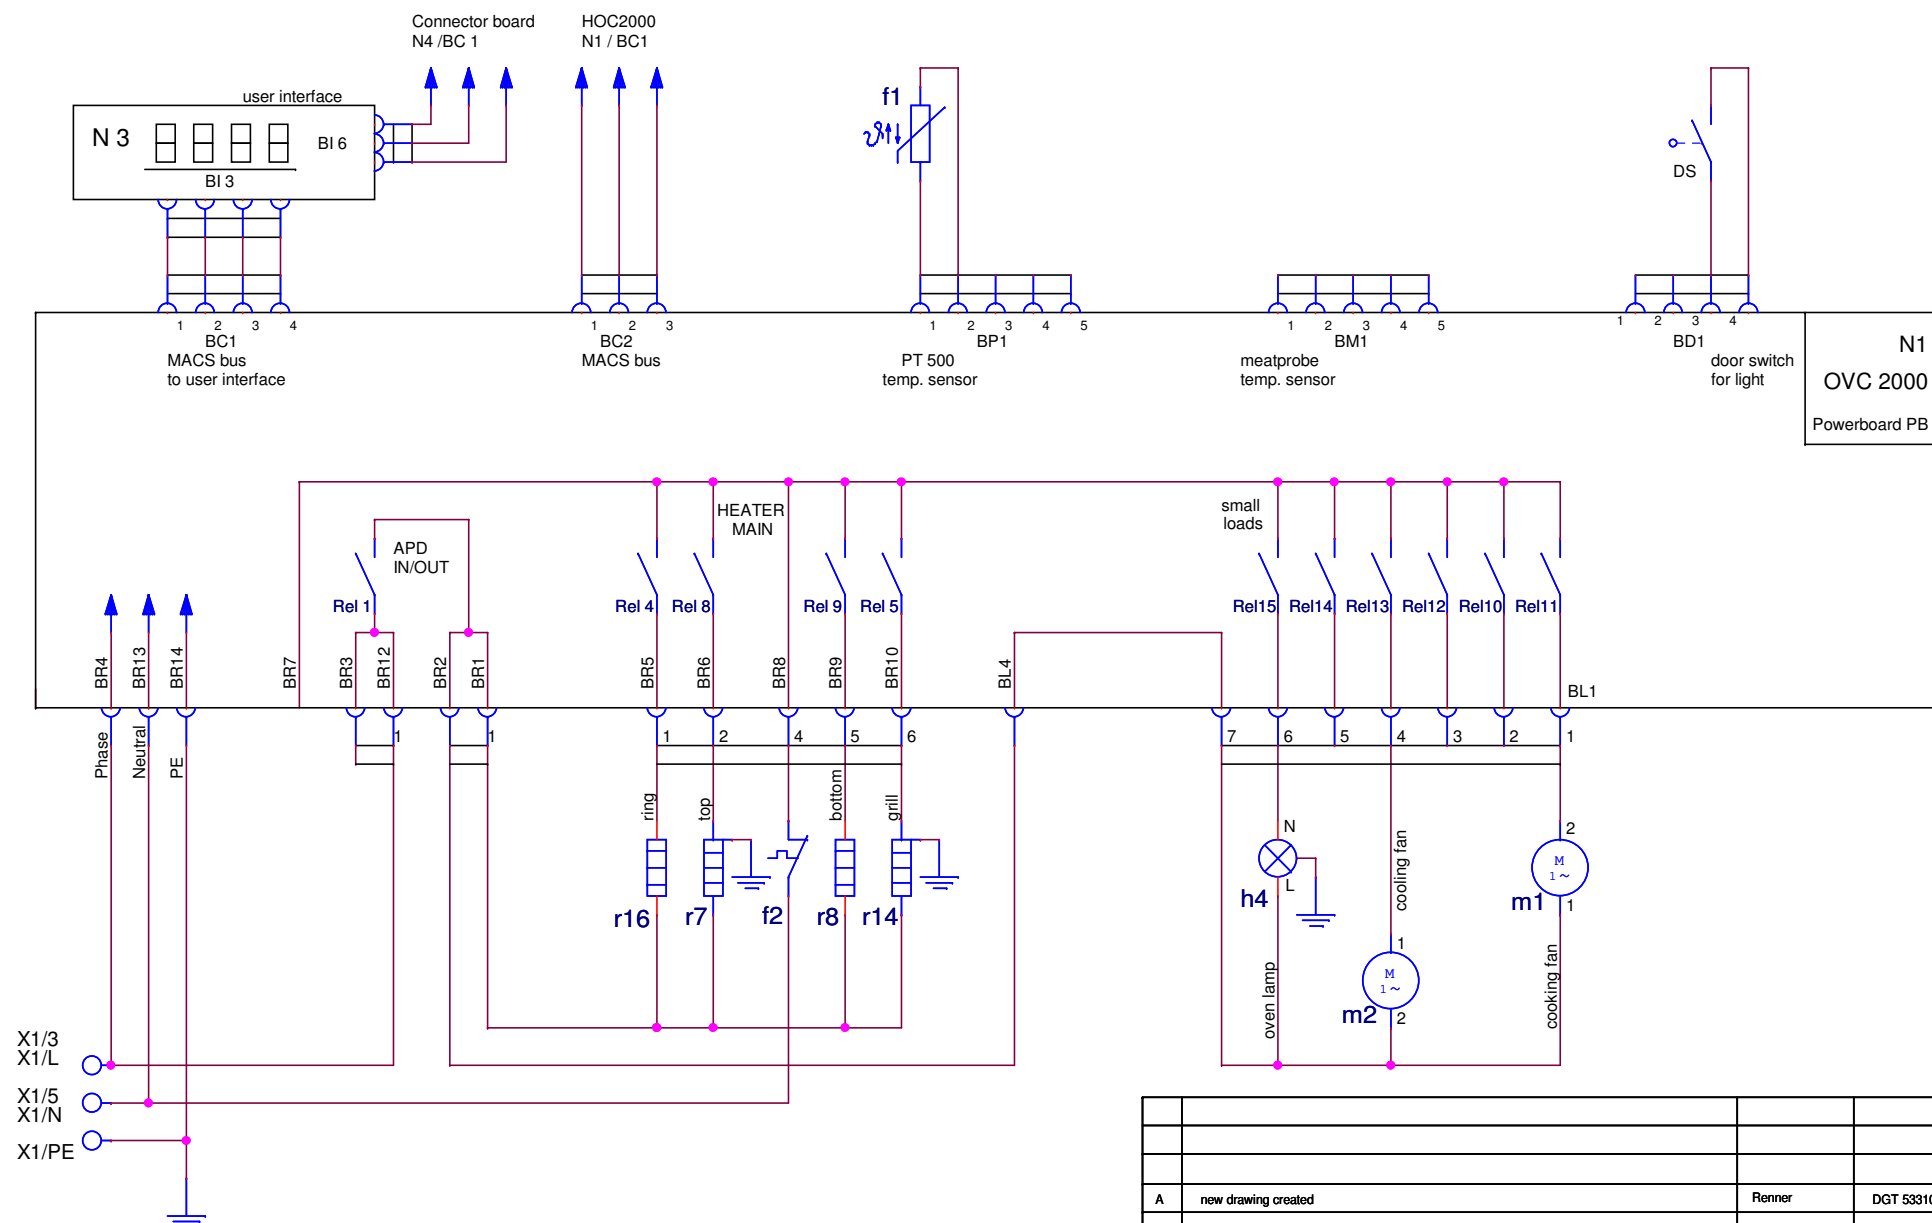 Connector board
N4 /BC 1
HOC2000
N1 / BC1
user interface
N 3
BI 6
BI 3
f1
DS
1 2 3 4
BC1
MACS bus
to user interface
1 2 3
BC2
MACS bus
1 2 3 4 5
BP1
PT 500
temp. sensor
1 2 3 4 5
BM1
meatprobe
temp. sensor
1 2 3 4
BD1
door switch
for light
N1
OVC 2000
Powerboard PB
HEATER
MAIN
small
loads
APD
IN/OUT
Rel 1
Rel 4
Rel 8
Rel 9
Rel 5
Rel15
Rel14
Rel13
Rel12
Rel10
Rel11
BR4
BR13
BR14
BR7
BR3
BR12
BR2
BR1
BR5
BR6
BR8
BR9
BR10
BL4
BL1
Phase
Neutral
PE
1
1
1 2 4 5 6
7 6 5 4 3 2 1
ring
top
bottom
grill
r16
r7
f2
r8
r14
N
L
h4
oven lamp
cooling fan
1
M
1 ~
m2
2
2
M
1 ~
m1
1
cooking fan
X1/3
X1/L
X1/5
X1/N
X1/PE
A new drawing created Renner DGT 53310